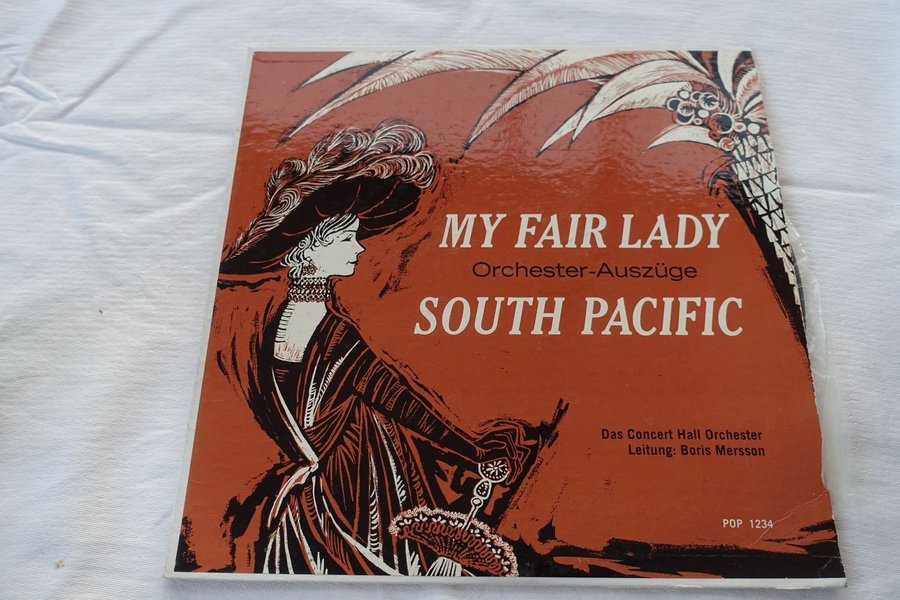 MY FAIR LADY
Orchester-Auszüge
SOUTH PACIFIC
Das Concert Hall Orchester
Leitung: Boris Mersson
POP 1234